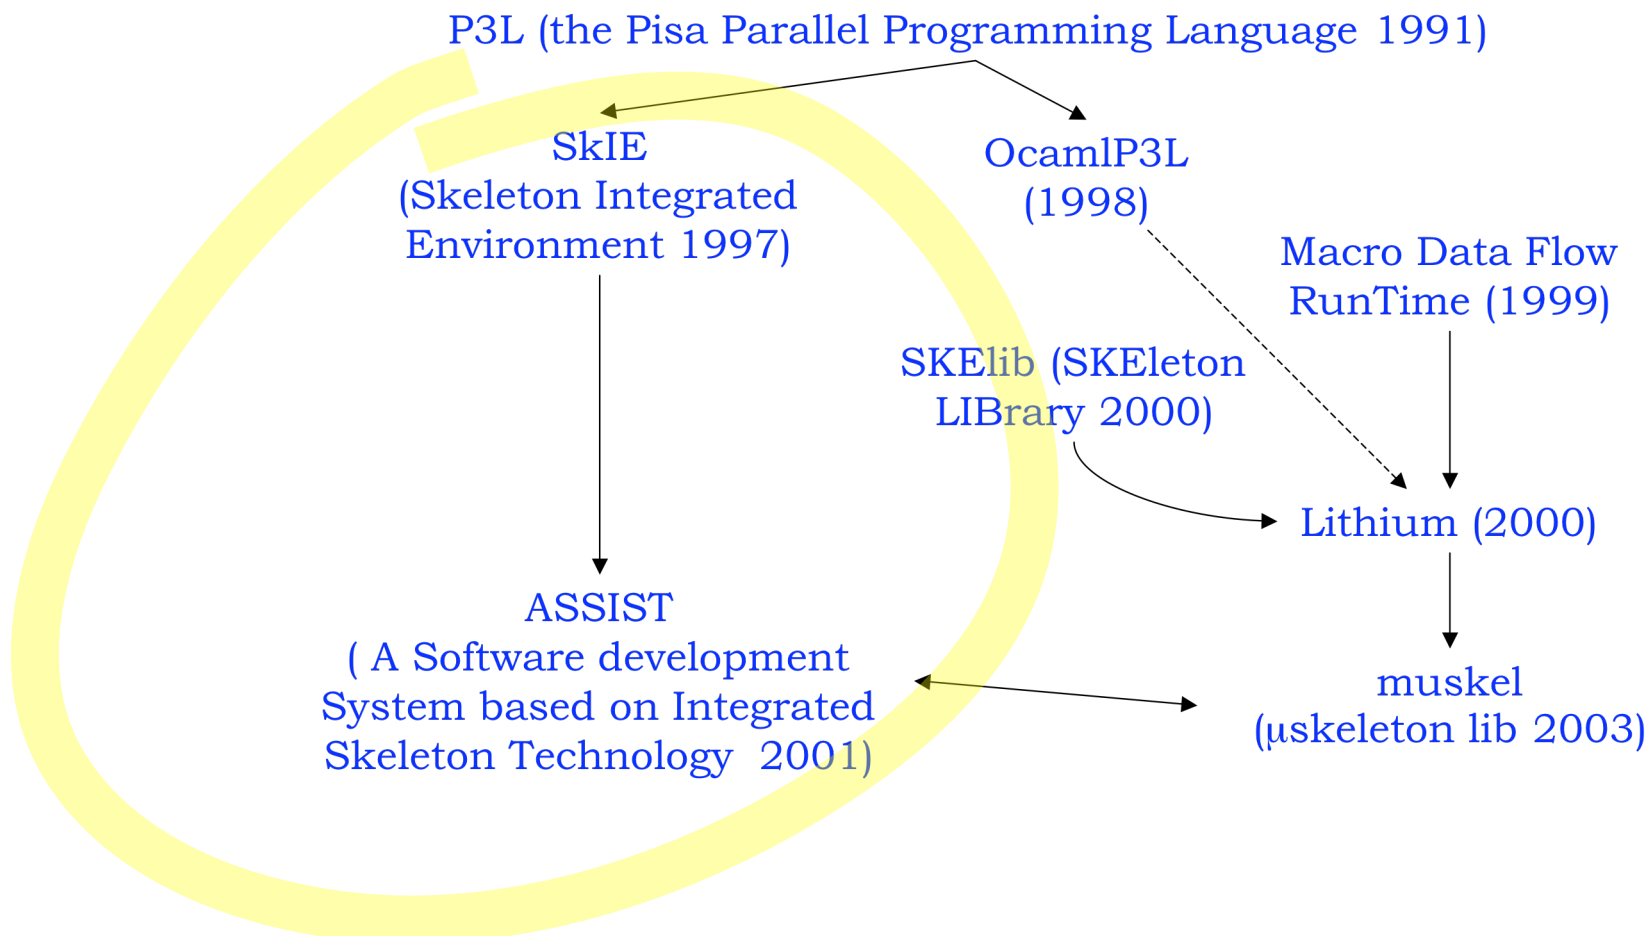 P3L (the Pisa Parallel Programming Language 1991)
SkIE
(Skeleton Integrated
Environment 1997)
OcamlP3L
(1998)
Macro Data Flow
RunTime (1999)
SKElib (SKEleton
LIBrary 2000)
Lithium (2000)
ASSIST
( A Software development
System based on Integrated
Skeleton Technology  2001)
muskel
(μskeleton lib 2003)